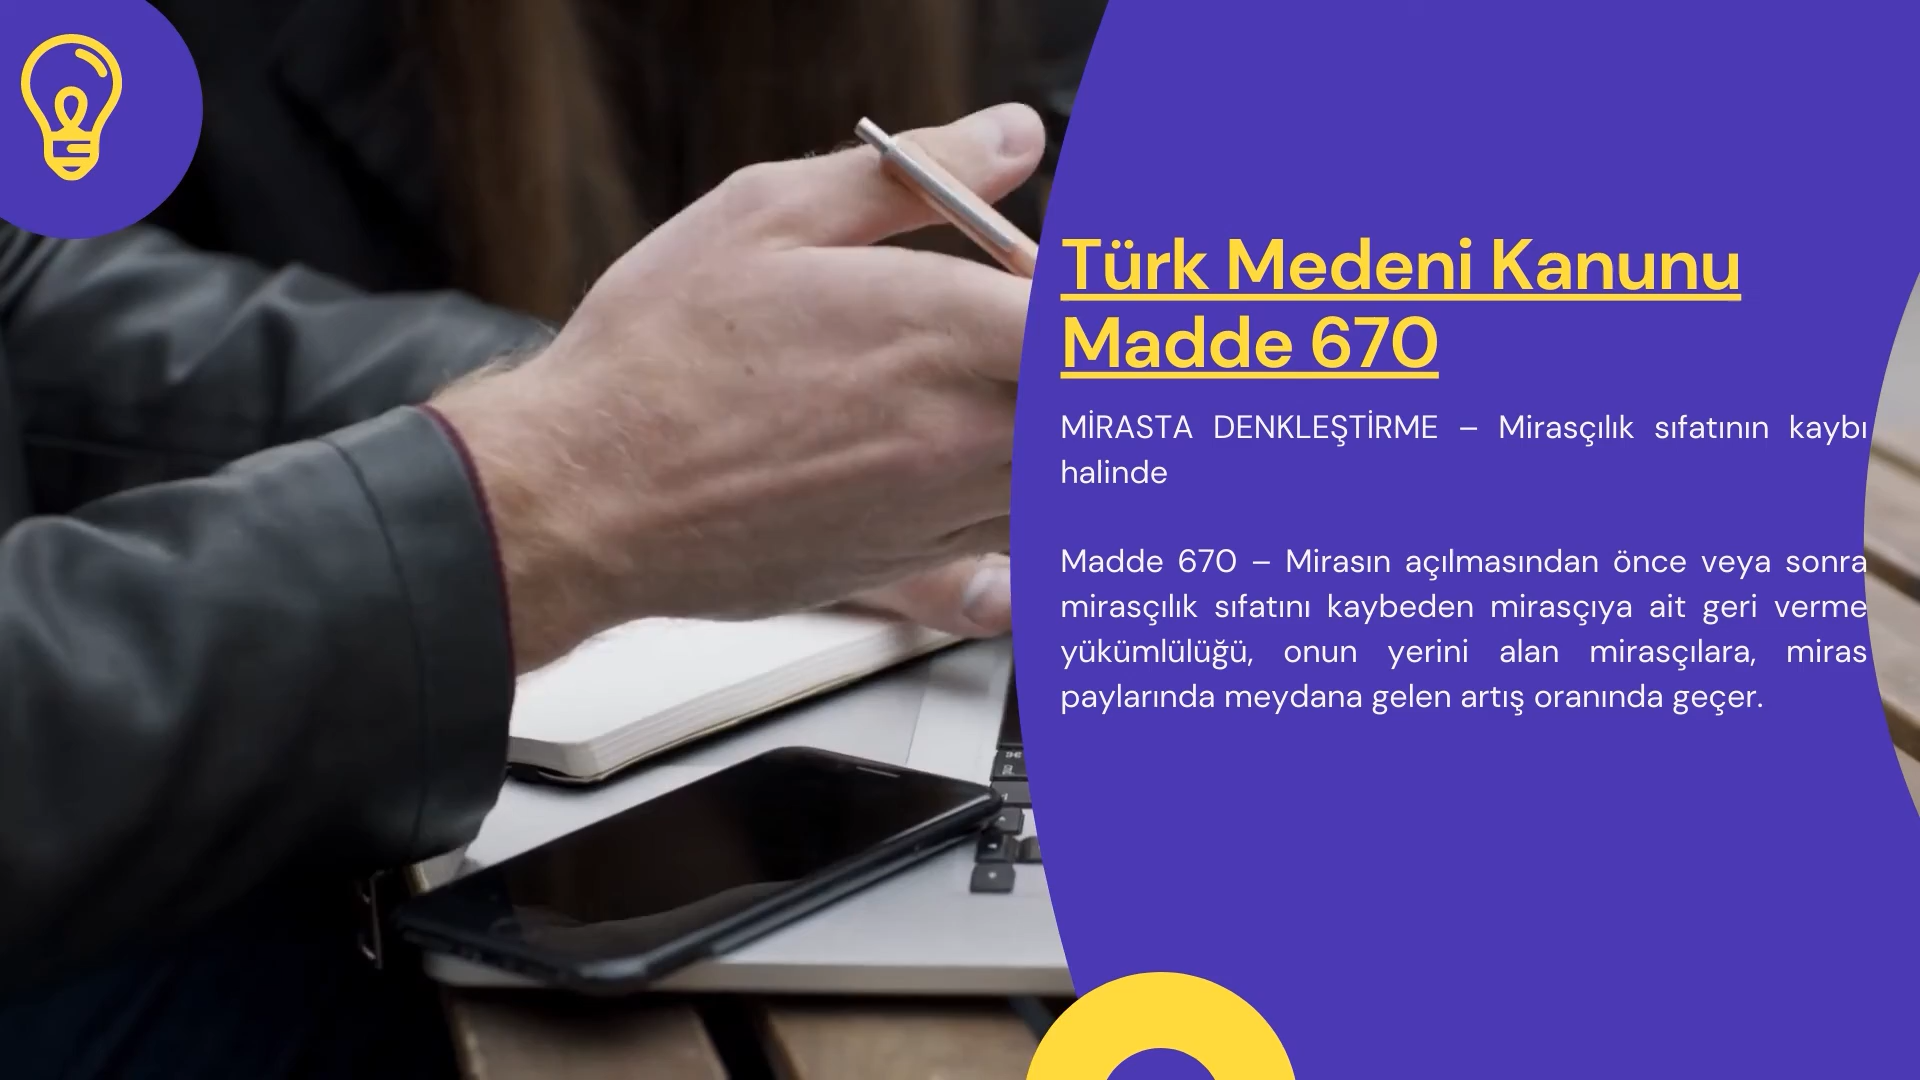 Türk Medeni Kanunu
Madde 670
MİRASTA DENKLEŞTİRME – Mirasçılık sıfatının kaybı
halinde
Madde 670 – Mirasın açılmasından önce veya sonra
mirasçılık sıfatını kaybeden mirasçıya ait geri verme
yükümlülüğü, onun yerini alan mirasçılara, miras
paylarında meydana gelen artış oranında geçer.